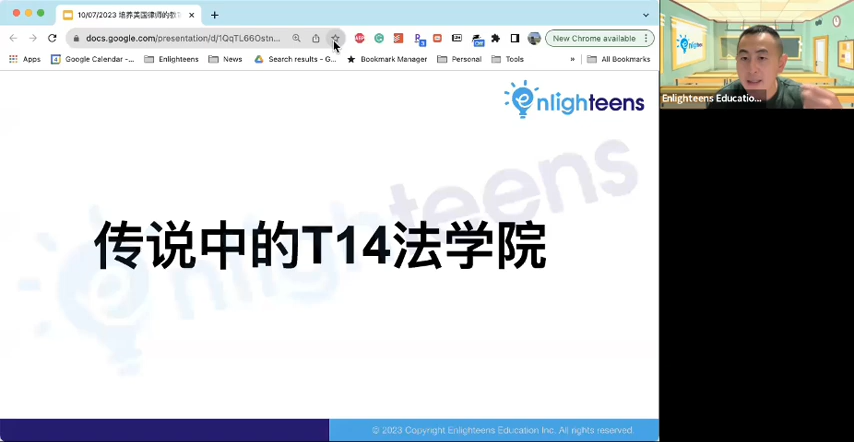 10/07/2023 培养美国律师的教
docs.google.com/presentation/d/1QqTL66Ostn...
New Chrome available
Apps
Google Calendar -...
Enlighteens
News
Search results - G...
Bookmark Manager
Personal
Tools
»
All Bookmarks
enlighteens
Enlighteens Educatio...
enlighteens
传说中的T14法学院
© 2023 Copyright Enlighteens Education Inc. All rights reserved.